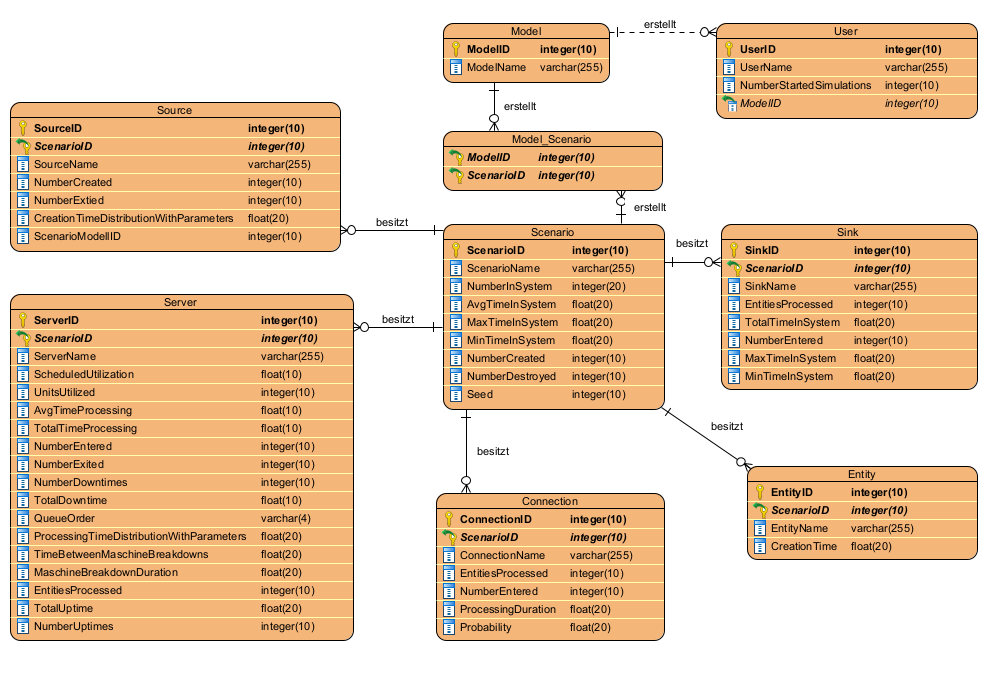 Model
ModelID integer(10)
ModelName varchar(255)
erstellt
User
UserID integer(10)
UserName varchar(255)
NumberStartedSimulations integer(10)
ModelID integer(10)
erstellt
Model_Scenario
ModelID integer(10)
ScenarioID integer(10)
erstellt
Source
SourceID integer(10)
ScenarioID integer(10)
SourceName varchar(255)
NumberCreated integer(10)
NumberExtied integer(10)
CreationTimeDistributionWithParameters float(20)
ScenarioModelIID integer(10)
besitzt
Scenario
ScenarioID integer(10)
ScenarioName varchar(255)
NumberInSystem integer(20)
AvgTimeInSystem float(20)
MaxTimeInSystem float(20)
MinTimeInSystem float(20)
NumberCreated integer(10)
NumberDestroyed integer(10)
Seed integer(10)
besitzt
Sink
SinkID integer(10)
ScenarioID integer(10)
SinkName varchar(255)
EntitiesProcessed integer(10)
TotalTimeInSystem float(20)
NumberEntered integer(10)
MaxTimeInSystem float(20)
MinTimeInSystem float(20)
Server
ServerID integer(10)
ScenarioID integer(10)
ServerName varchar(255)
ScheduledUtilization float(10)
UnitsUtilized integer(10)
AvgTimeProcessing float(10)
TotalTimeProcessing float(10)
NumberEntered integer(10)
NumberExited integer(10)
NumberDowntimes integer(10)
TotalDowntime float(10)
QueueOrder varchar(4)
ProcessingTimeDistributionWithParameters float(20)
TimeBetweenMaschineBreakdowns float(20)
MaschineBreakdownDuration float(20)
EntitiesProcessed integer(10)
TotalUptime float(20)
NumberUptimes integer(10)
besitzt
besitzt
Connection
ConnectionID integer(10)
ScenarioID integer(10)
ConnectionName varchar(255)
EntitiesProcessed integer(10)
NumberEntered integer(10)
ProcessingDuration float(20)
Probability float(20)
besitzt
Entity
EntityID integer(10)
ScenarioID integer(10)
EntityName varchar(255)
CreationTime float(20)